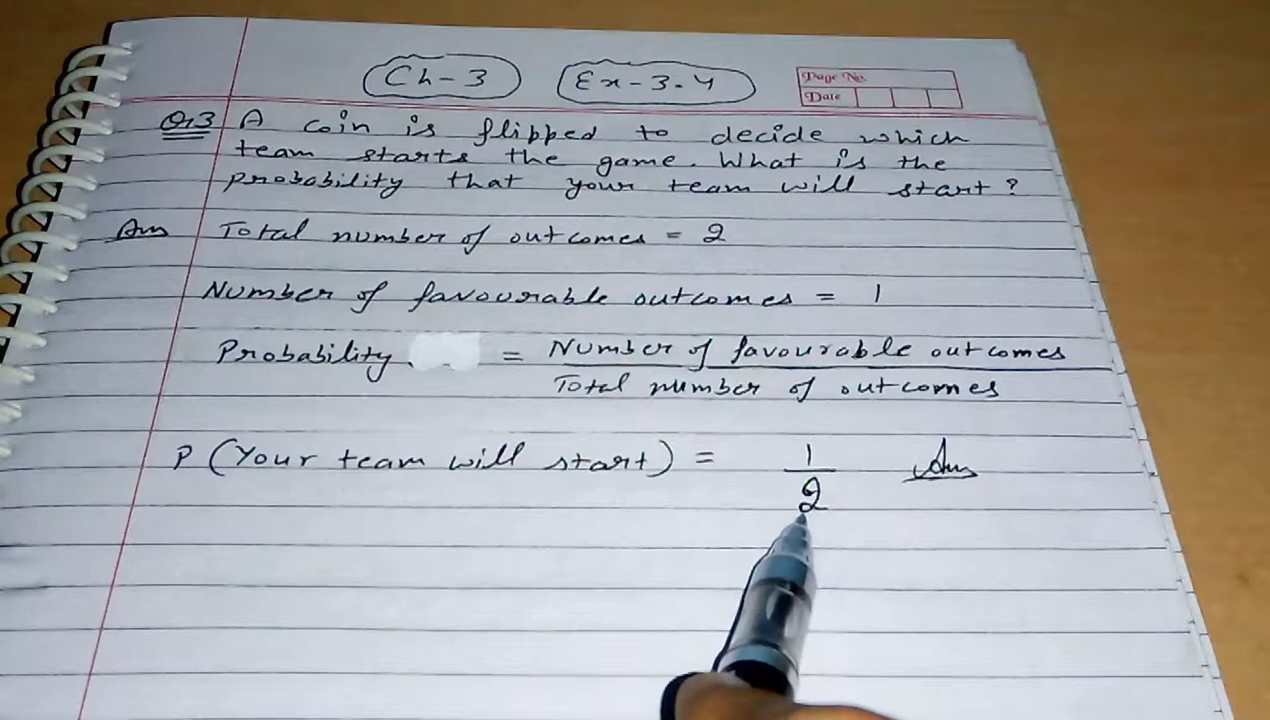 Ch-3 Ex-3.4 Page No.
Date
Q.3 A coin is flipped to decide which
team starts the game. What is the
probability that your team will start?
Ans Total number of outcomes = 2
Number of favourable outcomes = 1
Probability = Number of favourable outcomes
Total number of outcomes
P (Your team will start) = 1 Ans
2